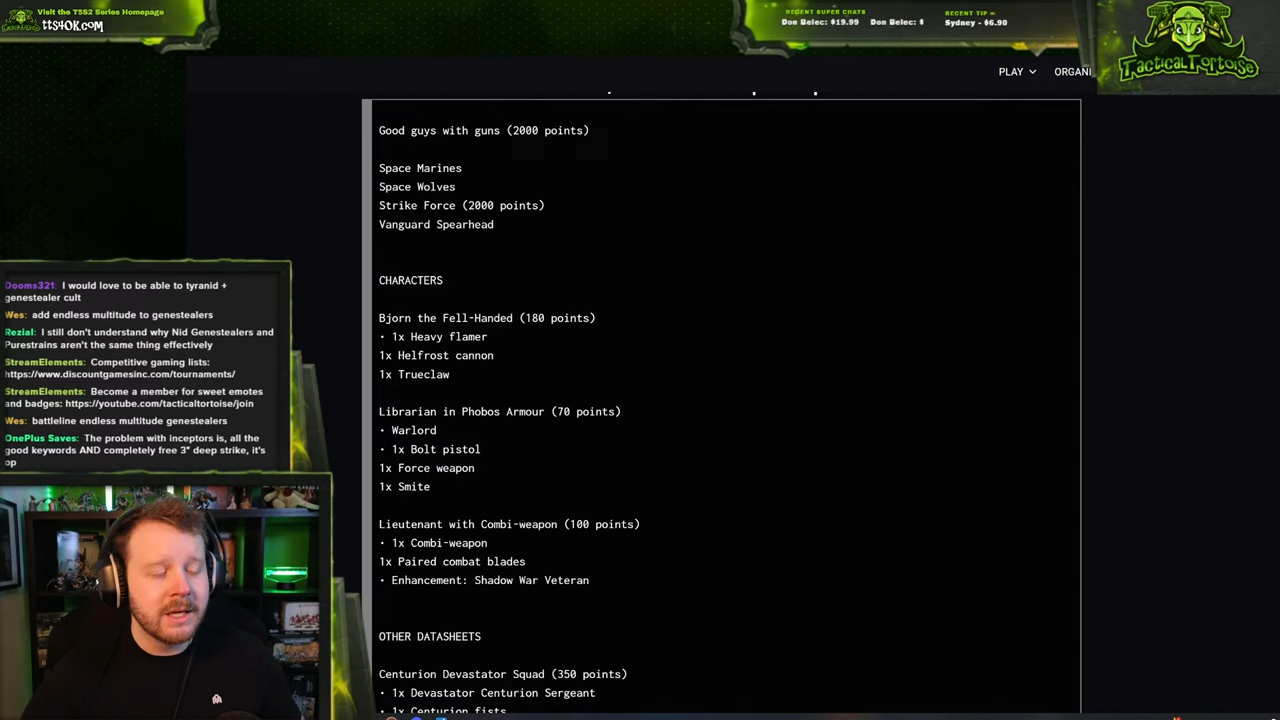 Visit the TSS2 Series Homepage
tts40k.com
RECENT SUPER CHATS
Don Belec: $19.99 Don Belec: $
RECENT TIP
Sydney - $6.90
TacticalTortoise
PLAY
ORGANI
Good guys with guns (2000 points)
Space Marines
Space Wolves
Strike Force (2000 points)
Vanguard Spearhead
CHARACTERS
Bjorn the Fell-Handed (180 points)
• 1x Heavy flamer
1x Helfrost cannon
1x Trueclaw
Librarian in Phobos Armour (70 points)
• Warlord
• 1x Bolt pistol
1x Force weapon
1x Smite
Lieutenant with Combi-weapon (100 points)
• 1x Combi-weapon
1x Paired combat blades
• Enhancement: Shadow War Veteran
OTHER DATASHEETS
Centurion Devastator Squad (350 points)
• 1x Devastator Centurion Sergeant
• 1x Centurion fists
Dooms321: I would love to be able to tyranid +
genestealer cult
Wes: add endless multitude to genestealers
Rezial: I still don't understand why Nid Genestealers and
Purestrains aren't the same thing effectively
StreamElements: Competitive gaming lists:
https://www.discountgamesinc.com/tournaments/
StreamElements: Become a member for sweet emotes
and badges: https://youtube.com/tacticaltortoise/join
Wes: battleline endless multitude genestealers
OnePlus Saves: The problem with inceptors is, all the
good keywords AND completely free 3" deep strike, it's
op